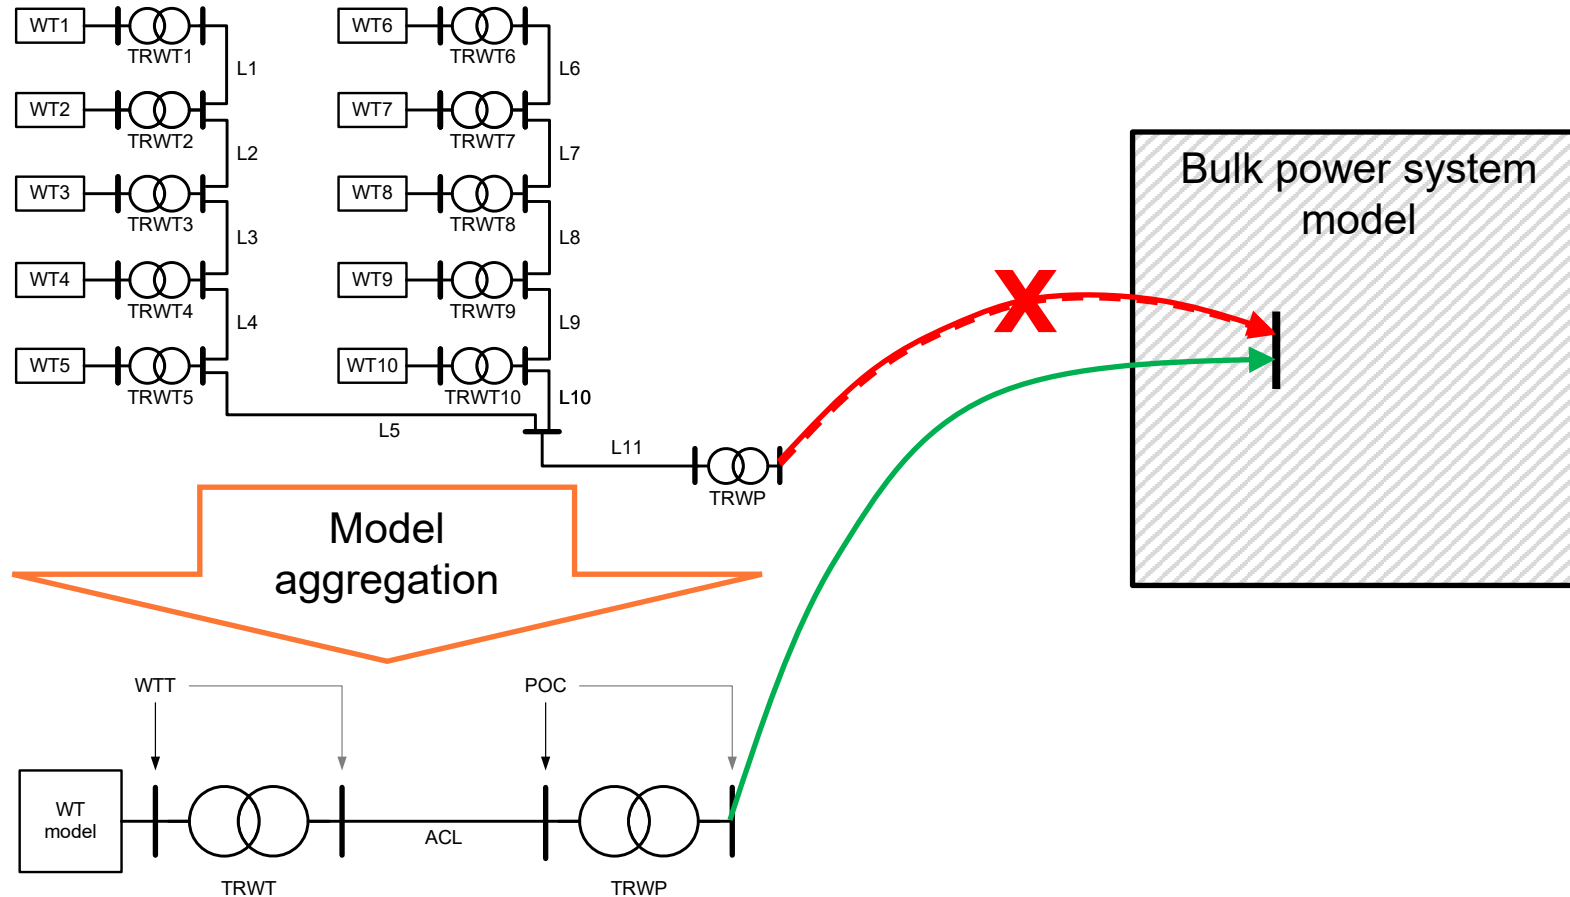 WT1
TRWT1
L1
WT2
TRWT2
L2
WT3
TRWT3
L3
WT4
TRWT4
L4
WT5
TRWT5
L5
WT6
TRWT6
L6
WT7
TRWT7
L7
WT8
TRWT8
L8
WT9
TRWT9
L9
WT10
TRWT10
L10
L11
TRWP
X
Bulk power system
model
Model
aggregation
WTT
POC
WT
model
TRWT
ACL
TRWP